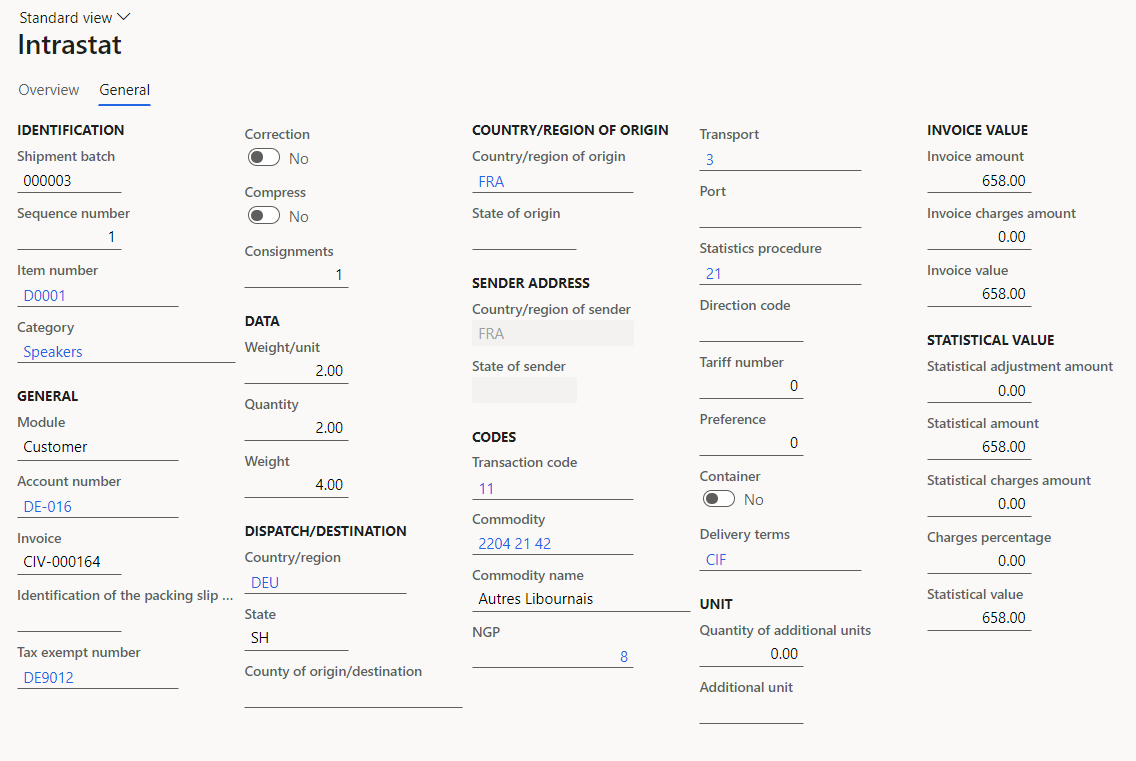 Standard view
Intrastat
Overview
General
IDENTIFICATION
Shipment batch
000003
Sequence number
1
Item number
D0001
Category
Speakers
GENERAL
Module
Customer
Account number
DE-016
Invoice
CIV-000164
Identification of the packing slip ...
Tax exempt number
DE9012
Correction
No
Compress
No
Consignments
1
DATA
Weight/unit
2.00
Quantity
2.00
Weight
4.00
DISPATCH/DESTINATION
Country/region
DEU
State
SH
County of origin/destination
COUNTRY/REGION OF ORIGIN
Country/region of origin
FRA
State of origin
SENDER ADDRESS
Country/region of sender
FRA
State of sender
CODES
Transaction code
11
Commodity
2204 21 42
Commodity name
Autres Libournais
NGP
8
Transport
3
Port
Statistics procedure
21
Direction code
Tariff number
0
Preference
0
Container
No
Delivery terms
CIF
UNIT
Quantity of additional units
0.00
Additional unit
INVOICE VALUE
Invoice amount
658.00
Invoice charges amount
0.00
Invoice value
658.00
STATISTICAL VALUE
Statistical adjustment amount
0.00
Statistical amount
658.00
Statistical charges amount
0.00
Charges percentage
0.00
Statistical value
658.00